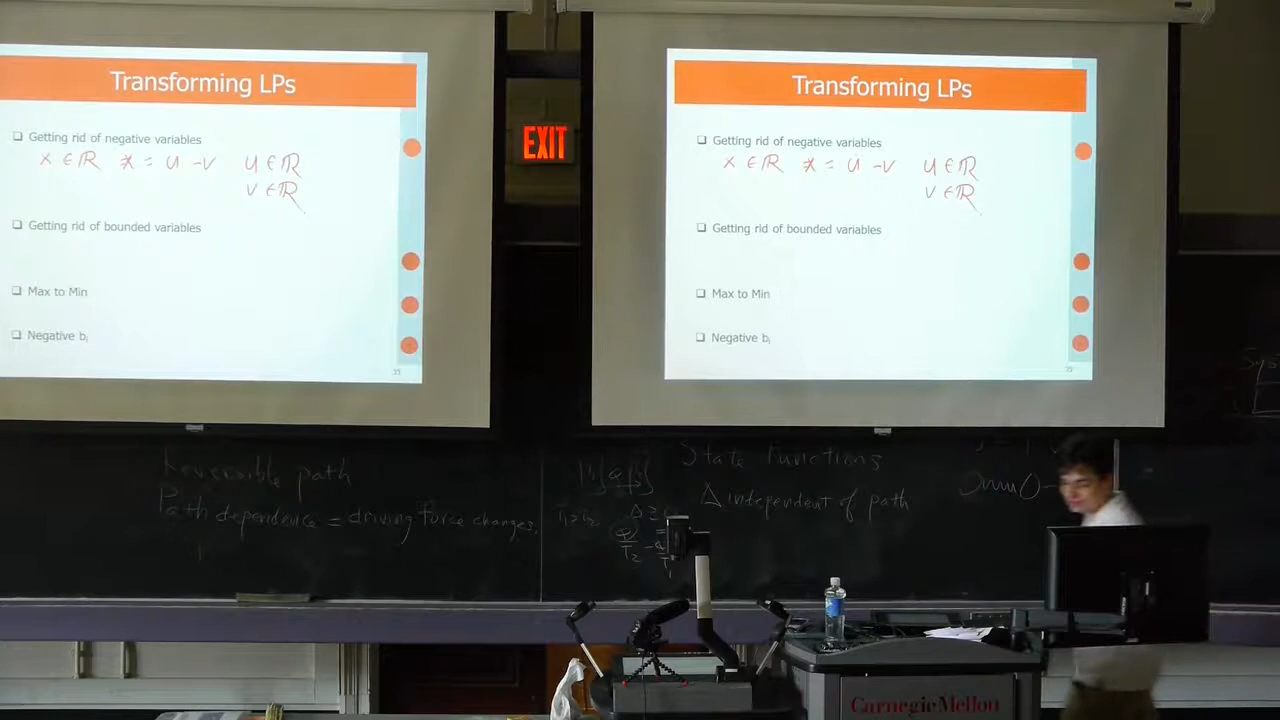 Transforming LPs
❑ Getting rid of negative variables
x ∈ ℝ x = u - v u ∈ ℝ
v ∈ ℝ
❑ Getting rid of bounded variables
❑ Max to Min
❑ Negative bᵢ
35
EXIT
Transforming LPs
❑ Getting rid of negative variables
x ∈ ℝ x = u - v u ∈ ℝ
v ∈ ℝ
❑ Getting rid of bounded variables
❑ Max to Min
❑ Negative bᵢ
35
Reversible path
Path dependence = driving force changes.
State Functions
Δ independent of path
Carnegie Mellon